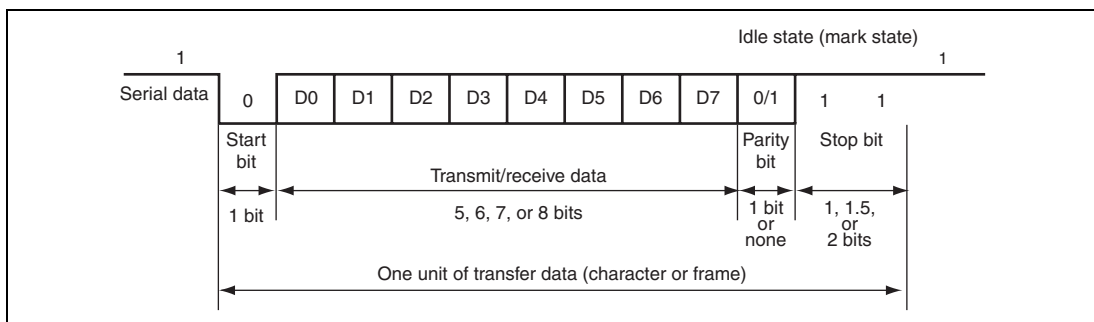 Idle state (mark state)
1 1
Serial data 0 D0 D1 D2 D3 D4 D5 D6 D7 0/1 1 1
Start bit
Parity bit
Stop bit
Transmit/receive data
1 bit
5, 6, 7, or 8 bits
1 bit or none
1, 1.5, or 2 bits
One unit of transfer data (character or frame)